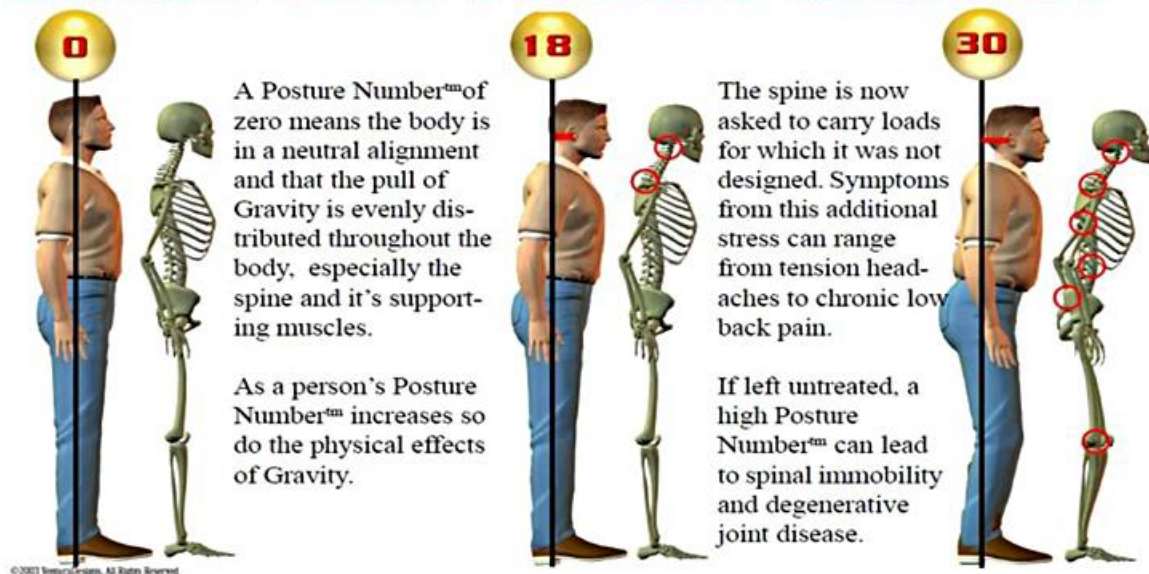 0
A Posture Number™of
zero means the body is
in a neutral alignment
and that the pull of
Gravity is evenly dis-
tributed throughout the
body,  especially the
spine and it's support-
ing muscles.
As a person's Posture
Number™ increases so
do the physical effects
of Gravity.
18
The spine is now
asked to carry loads
for which it was not
designed. Symptoms
from this additional
stress can range
from tension head-
aches to chronic low
back pain.
If left untreated, a
high Posture
Number™ can lead
to spinal immobility
and degenerative
joint disease.
30